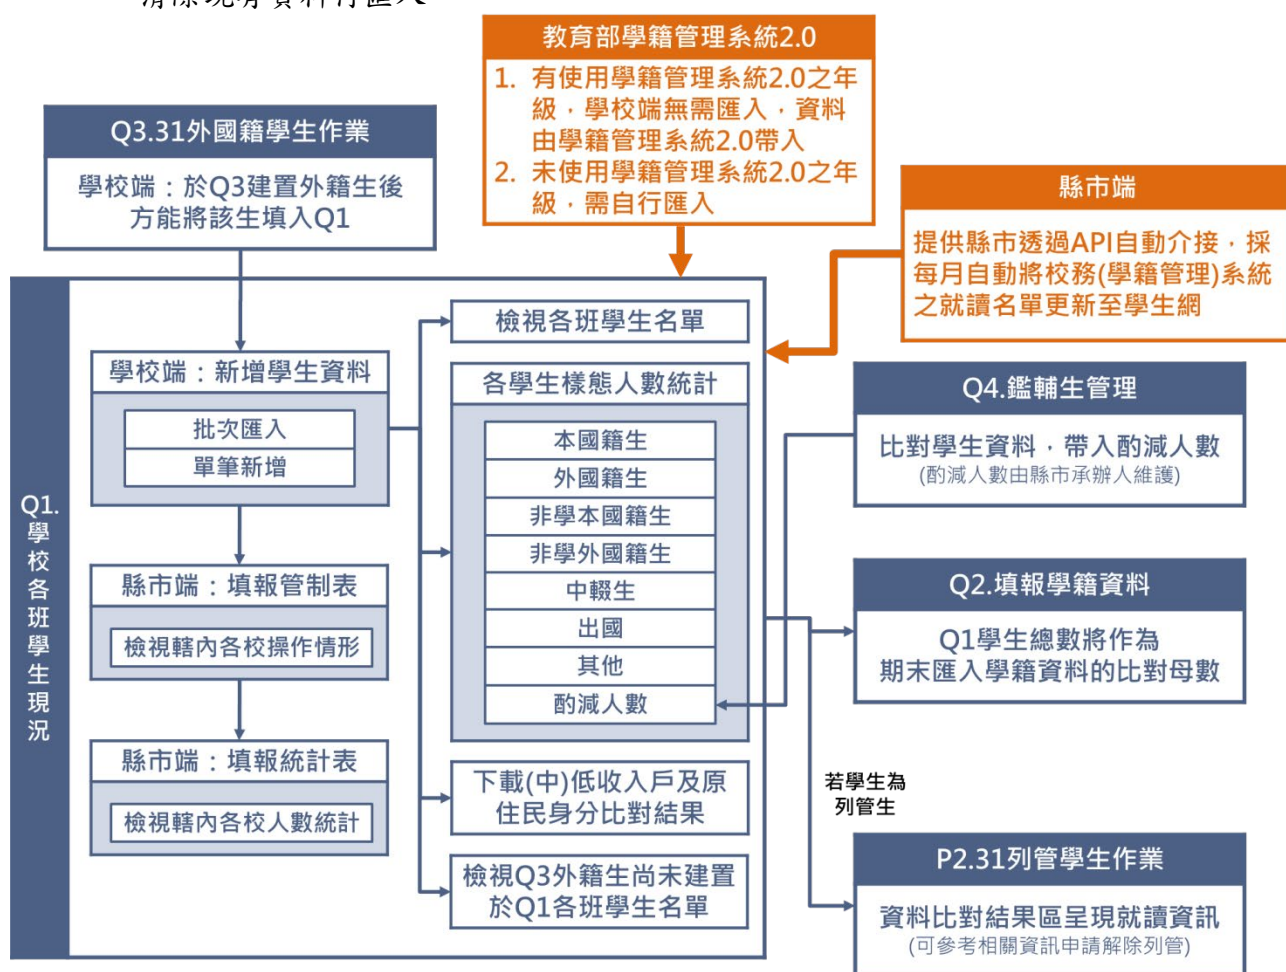 清除現有資料再匯入
教育部學籍管理系統2.0
1. 有使用學籍管理系統2.0之年
級，學校端無需匯入，資料
由學籍管理系統2.0帶入
2. 未使用學籍管理系統2.0之年
級，需自行匯入
Q3.31外國籍學生作業
學校端：於Q3建置外籍生後
方能將該生填入Q1
縣市端
提供縣市透過API自動介接，採
每月自動將校務(學籍管理)系統
之就讀名單更新至學生網
Q1.
學
校
各
班
學
生
現
況
學校端：新增學生資料
批次匯入
單筆新增
縣市端：填報管制表
檢視轄內各校操作情形
縣市端：填報統計表
檢視轄內各校人數統計
檢視各班學生名單
各學生樣態人數統計
本國籍生
外國籍生
非學本國籍生
非學外國籍生
中輟生
出國
其他
酌減人數
下載(中)低收入戶及原
住民身分比對結果
檢視Q3外籍生尚未建置
於Q1各班學生名單
Q4.鑑輔生管理
比對學生資料，帶入酌減人數
(酌減人數由縣市承辦人維護)
Q2.填報學籍資料
Q1學生總數將作為
期末匯入學籍資料的比對母數
若學生為
列管生
P2.31列管學生作業
資料比對結果區呈現就讀資訊
(可參考相關資訊申請解除列管)